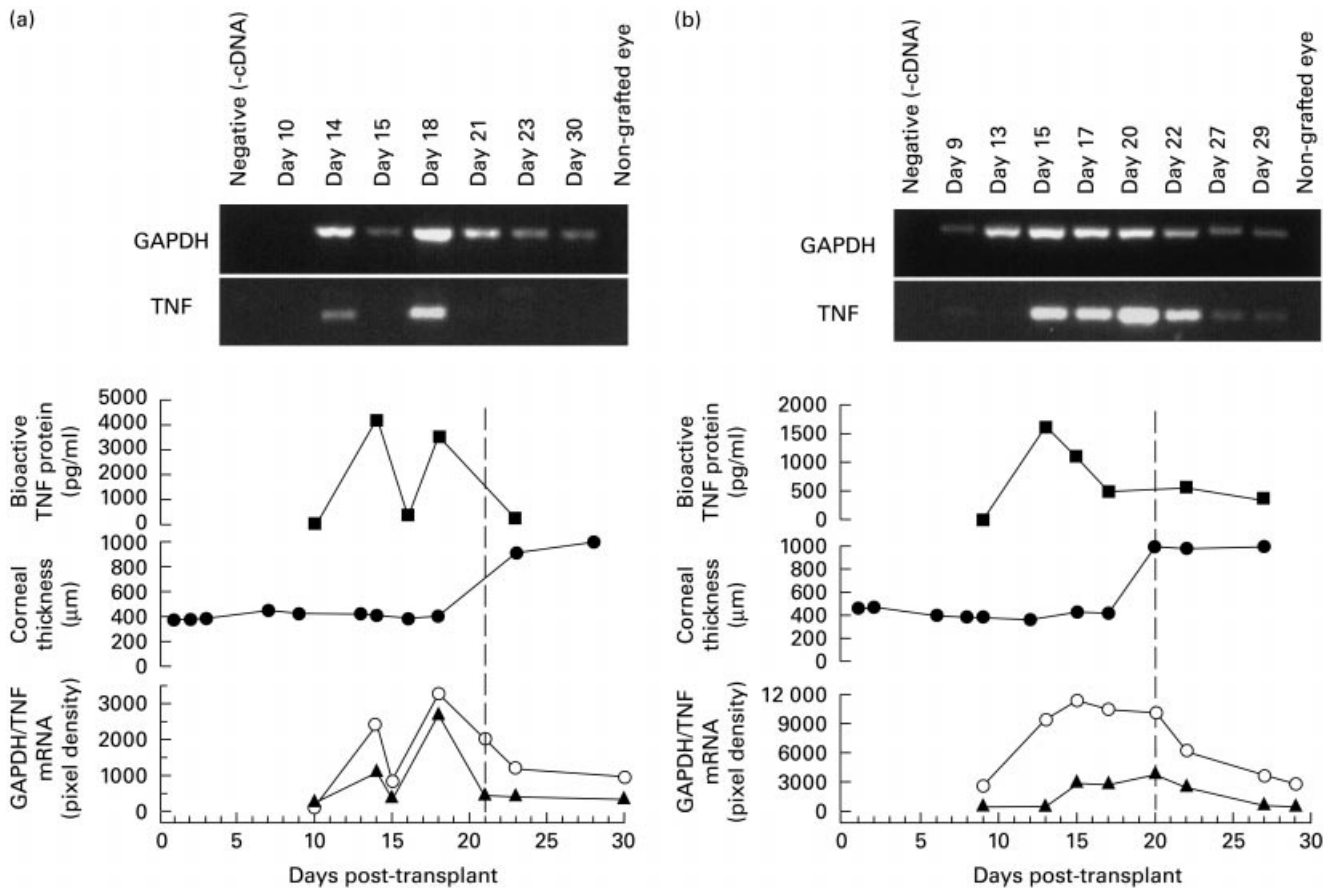 (a)
Negative (-cDNA)
Day 10
Day 14
Day 15
Day 18
Day 21
Day 23
Day 30
Non-grafted eye
GAPDH
TNF
Bioactive
TNF protein
(pg/ml)
5000
4000
3000
2000
1000
0
Corneal
thickness
(μm)
1000
800
600
400
200
0
GAPDH/TNF
mRNA
(pixel density)
3000
2000
1000
0
0
5
10
15
20
25
30
Days post-transplant
(b)
Negative (-cDNA)
Day 9
Day 13
Day 15
Day 17
Day 20
Day 22
Day 27
Day 29
Non-grafted eye
GAPDH
TNF
Bioactive
TNF protein
(pg/ml)
2000
1500
1000
500
0
Corneal
thickness
(μm)
1000
800
600
400
200
0
GAPDH/TNF
mRNA
(pixel density)
12 000
9000
6000
3000
0
0
5
10
15
20
25
30
Days post-transplant